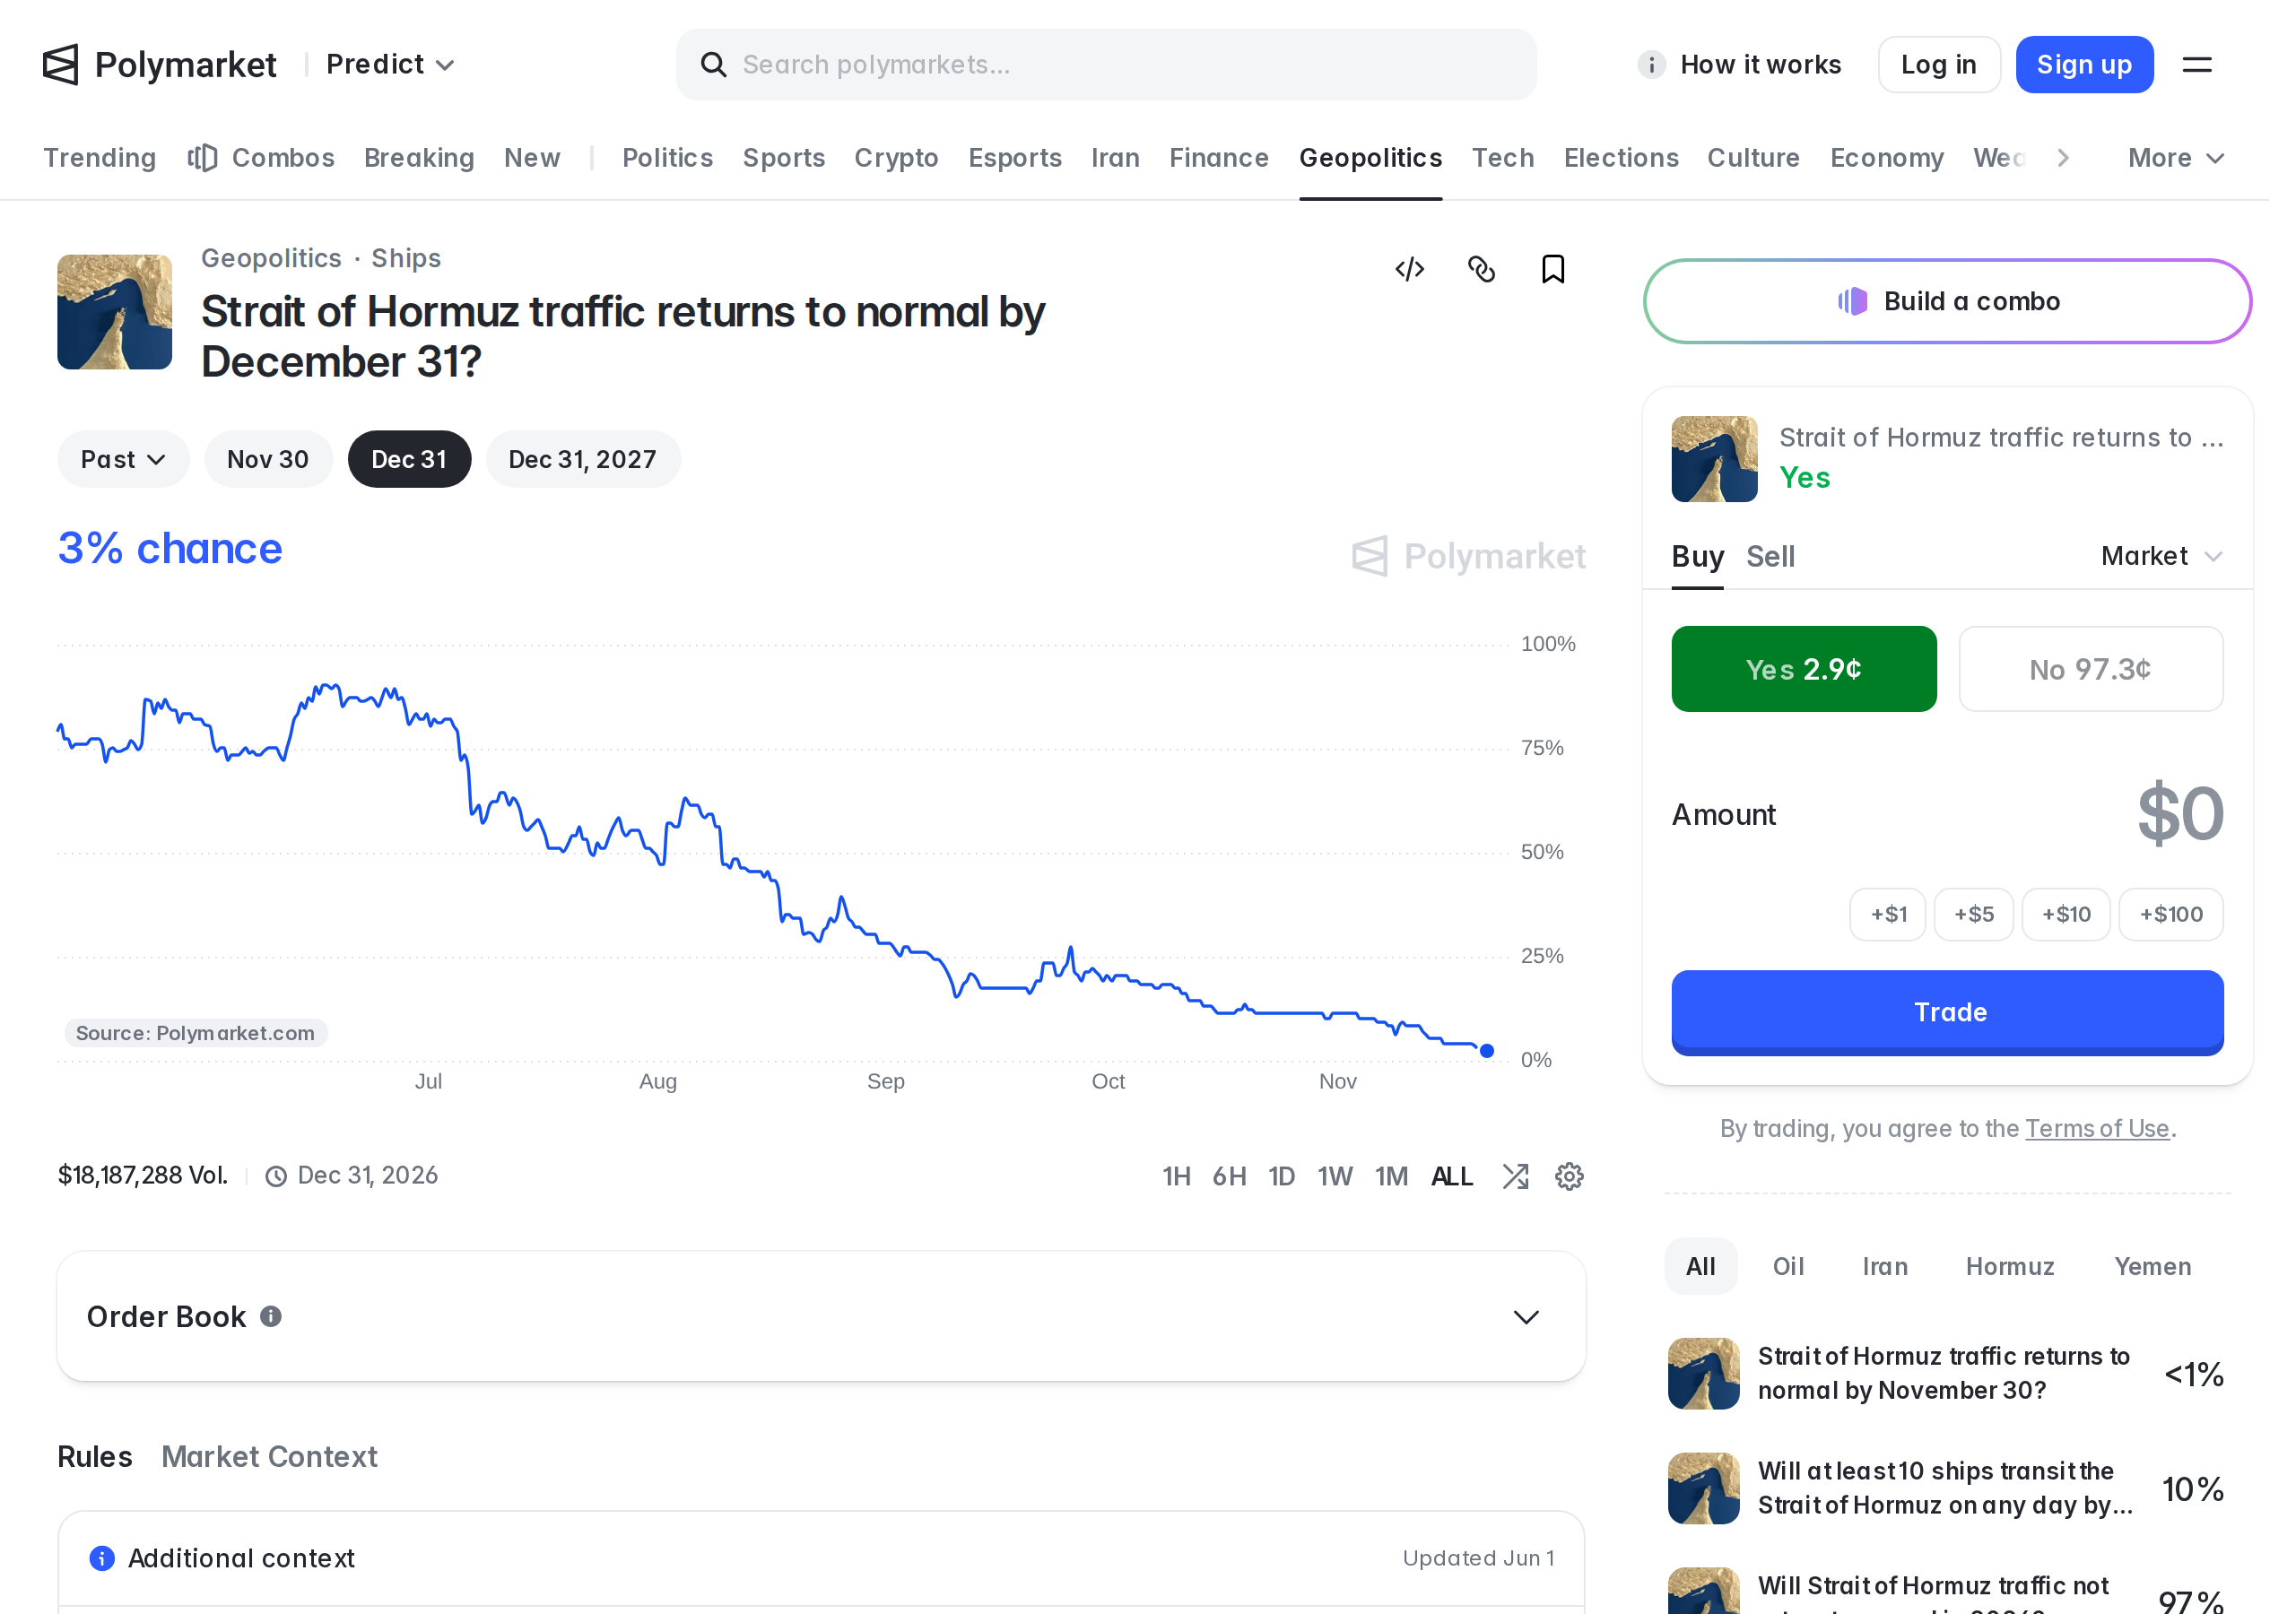 Polymarket
Predict
Search polymarkets...
How it works
Log in
Sign up
Trending
Combos
Breaking
New
Politics
Sports
Crypto
Esports
Iran
Finance
Geopolitics
Tech
Elections
Culture
Economy
More
Geopolitics · Ships
Strait of Hormuz traffic returns to normal by
December 31?
Past
Nov 30
Dec 31
Dec 31, 2027
3% chance
Polymarket
100%
75%
50%
25%
0%
Source: Polymarket.com
Jul
Aug
Sep
Oct
Nov
$18,187,288 Vol.
Dec 31, 2026
1H
6H
1D
1W
1M
ALL
Order Book
Rules
Market Context
Additional context
Updated Jun 1
Build a combo
Strait of Hormuz traffic returns to ...
Yes
Buy
Sell
Market
Yes 2.9¢
No 97.3¢
Amount
$0
+$1
+$5
+$10
+$100
Trade
By trading, you agree to the Terms of Use.
All
Oil
Iran
Hormuz
Yemen
Strait of Hormuz traffic returns to
normal by November 30?
<1%
Will at least 10 ships transit the
Strait of Hormuz on any day by...
10%
Will Strait of Hormuz traffic not
97%